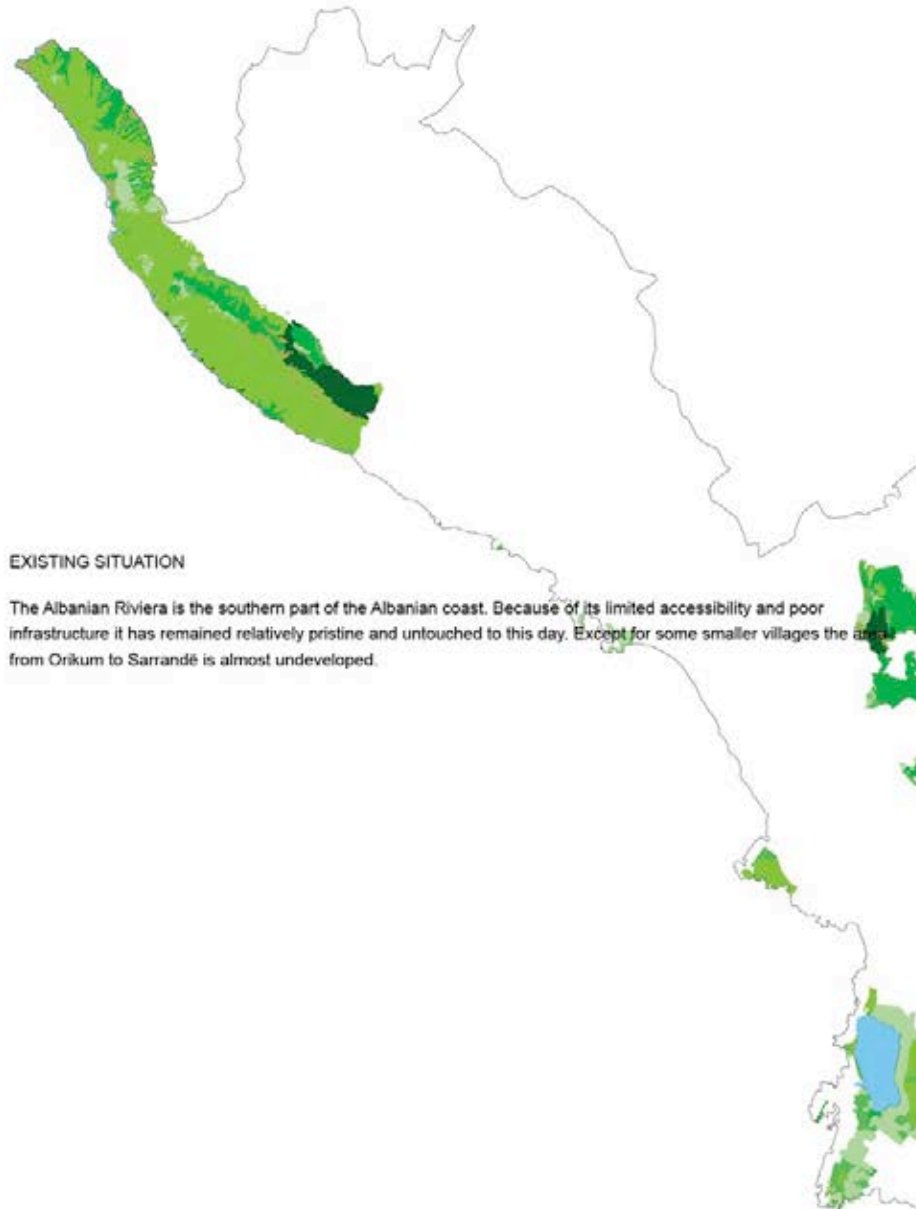 EXISTING SITUATION
The Albanian Riviera is the southern part of the Albanian coast. Because of its limited accessibility and poor
infrastructure it has remained relatively pristine and untouched to this day. Except for some smaller villages the area
from Orikum to Sarrandë is almost undeveloped.